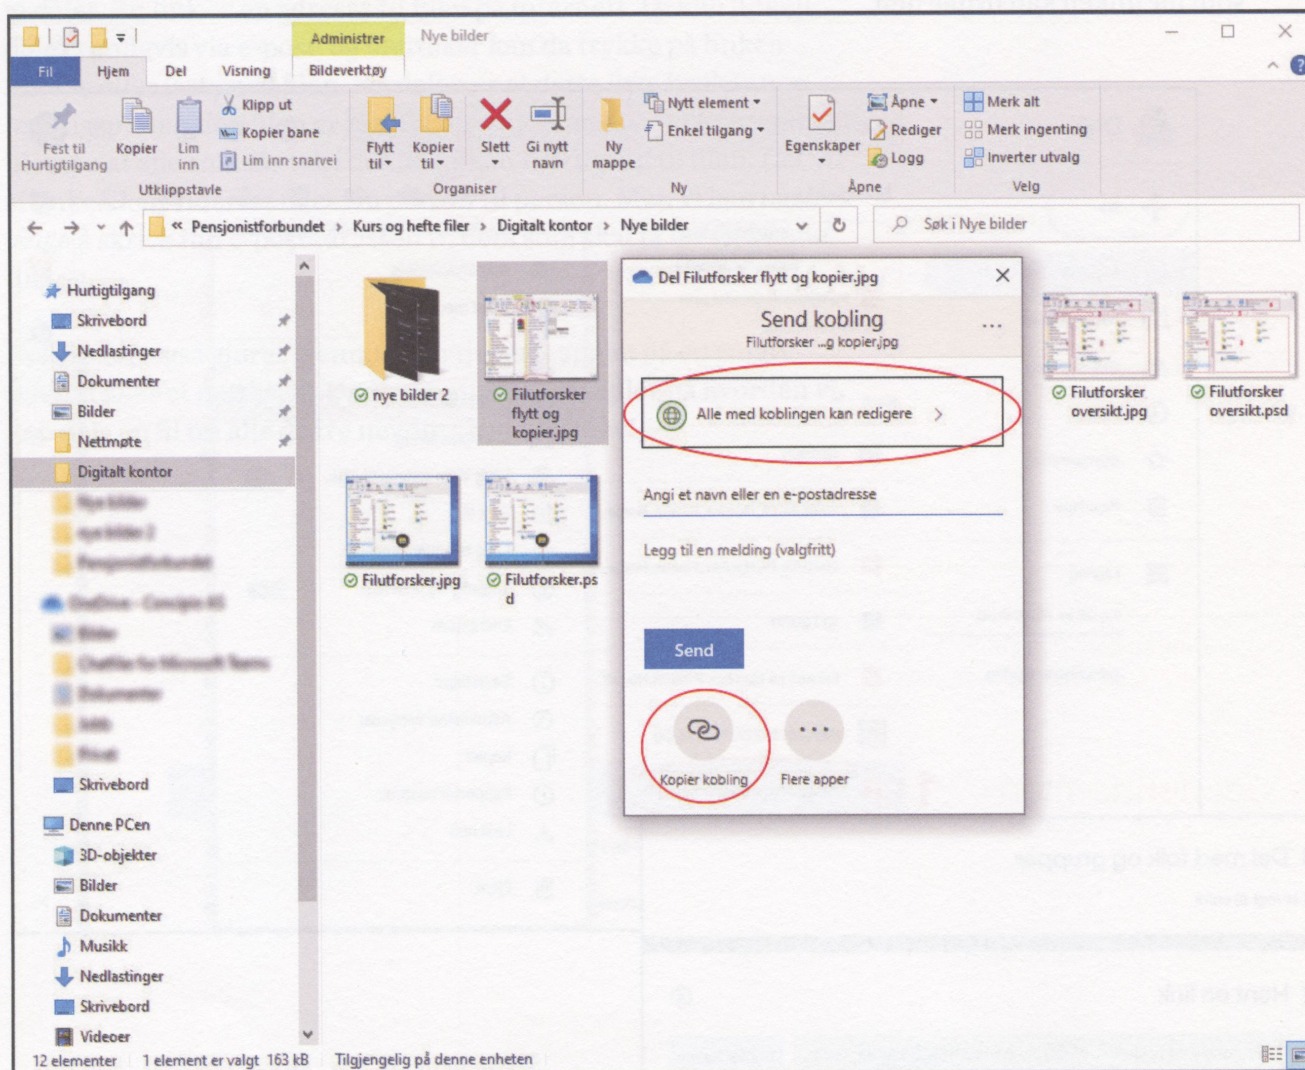 Administrer Nye bilder
Fil Hjem Del Visning Bildeverktøy
Fest til Hurtigtilgang
Kopier
Lim inn
Klipp ut
Kopier bane
Lim inn snarvei
Utklippstavle
Flytt til
Kopier til
Slett
Gi nytt navn
Organiser
Ny mappe
Nytt element
Enkel tilgang
Ny
Egenskaper
Åpne
Rediger
Logg
Åpne
Merk alt
Merk ingenting
Inverter utvalg
Velg
« Pensjonistforbundet › Kurs og hefte filer › Digitalt kontor › Nye bilder
Søk i Nye bilder
Hurtigtilgang
Skrivebord
Nedlastinger
Dokumenter
Bilder
Nettmøte
Digitalt kontor
Skrivebord
Denne PCen
3D-objekter
Bilder
Dokumenter
Musikk
Nedlastinger
Skrivebord
Videoer
nye bilder 2
Filutforsker
flytt og
kopier.jpg
Filutforsker.jpg
Filutforsker.ps
d
Filutforsker
oversikt.jpg
Filutforsker
oversikt.psd
Del Filutforsker flytt og kopier.jpg
Send kobling
Filutforsker ...g kopier.jpg
Alle med koblingen kan redigere
Angi et navn eller en e-postadresse
Legg til en melding (valgfritt)
Send
Kopier kobling
Flere apper
12 elementer 1 element er valgt 163 kB Tilgjengelig på denne enheten